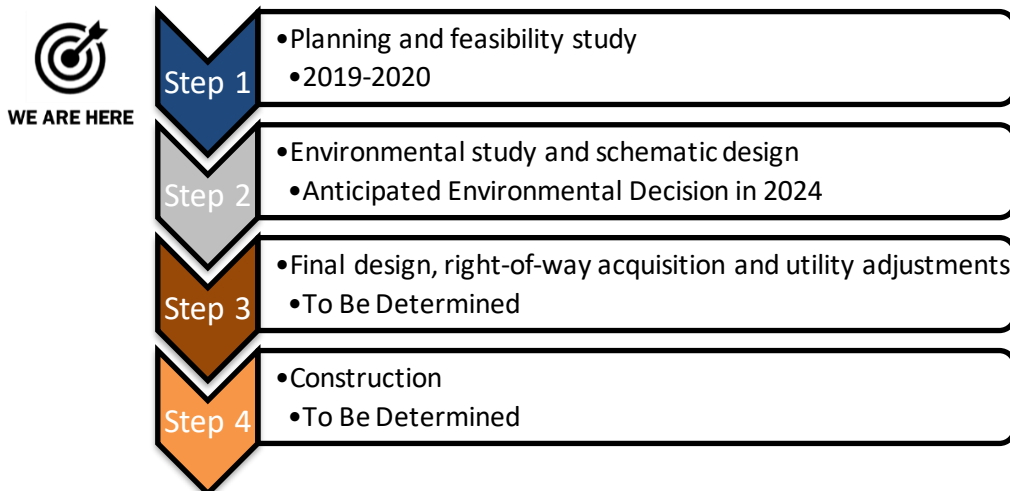 WE ARE HERE
Step 1
•Planning and feasibility study
•2019-2020
Step 2
•Environmental study and schematic design
•Anticipated Environmental Decision in 2024
Step 3
•Final design, right-of-way acquisition and utility adjustments
•To Be Determined
Step 4
•Construction
•To Be Determined